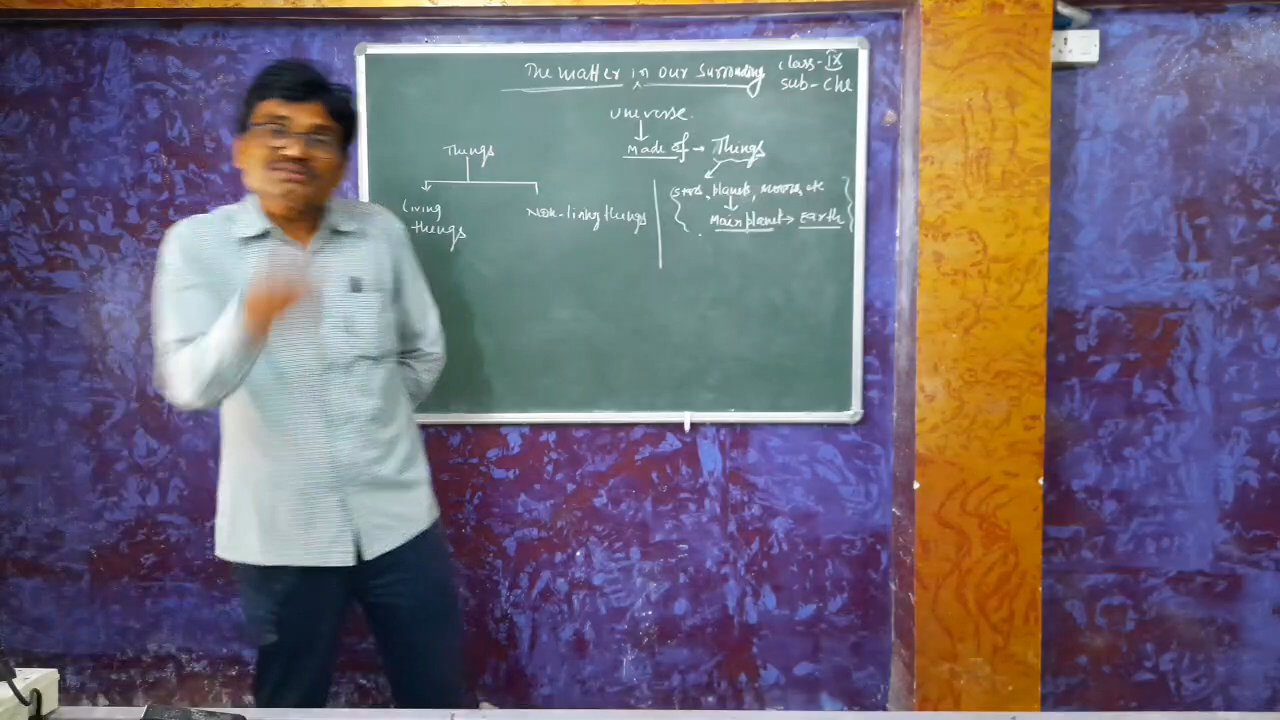 The matter in our Surrouding
class-IX
sub- Che
universe.
Made of → Things
Things
stars, planets, moons, etc
Main planet → Earth
Living things
Non-living things